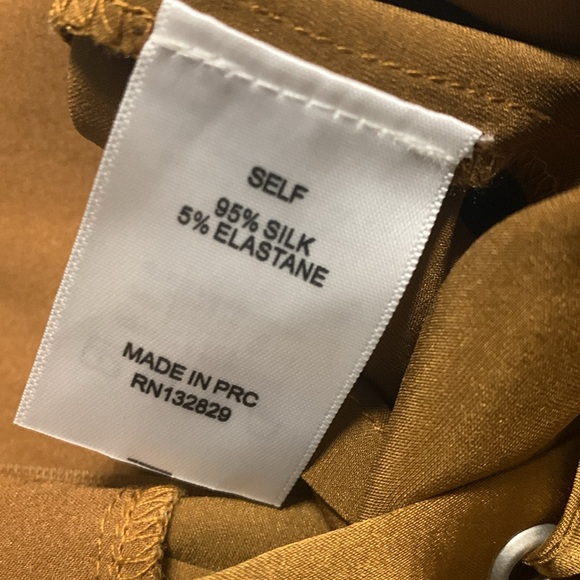 SELF
95% SILK
5% ELASTANE
MADE IN PRC
RN132829